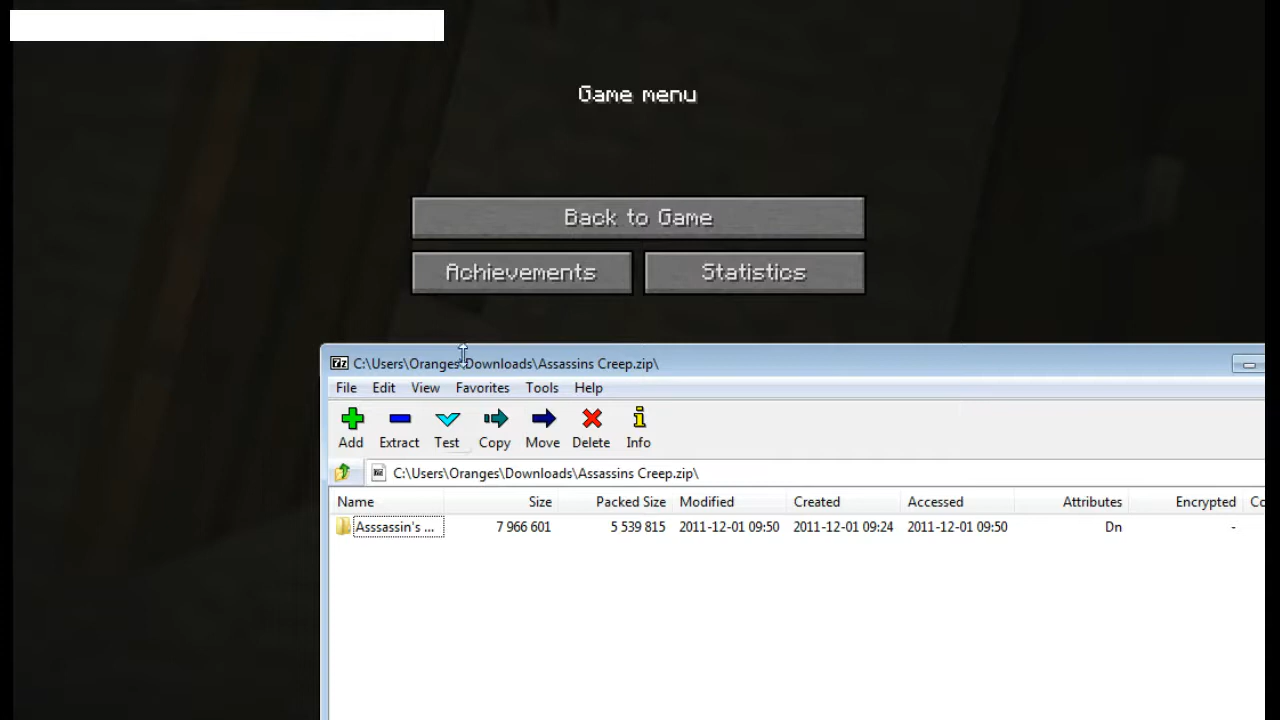 Game menu
Back to Game
Achievements Statistics
C:\Users\Oranges\Downloads\Assassins Creep.zip\
File Edit View Favorites Tools Help
Add Extract Test Copy Move Delete Info
C:\Users\Oranges\Downloads\Assassins Creep.zip\
Name Size Packed Size Modified Created Accessed Attributes Encrypted Co
Asssassin's ... 7 966 601 5 539 815 2011-12-01 09:50 2011-12-01 09:24 2011-12-01 09:50 Dn -